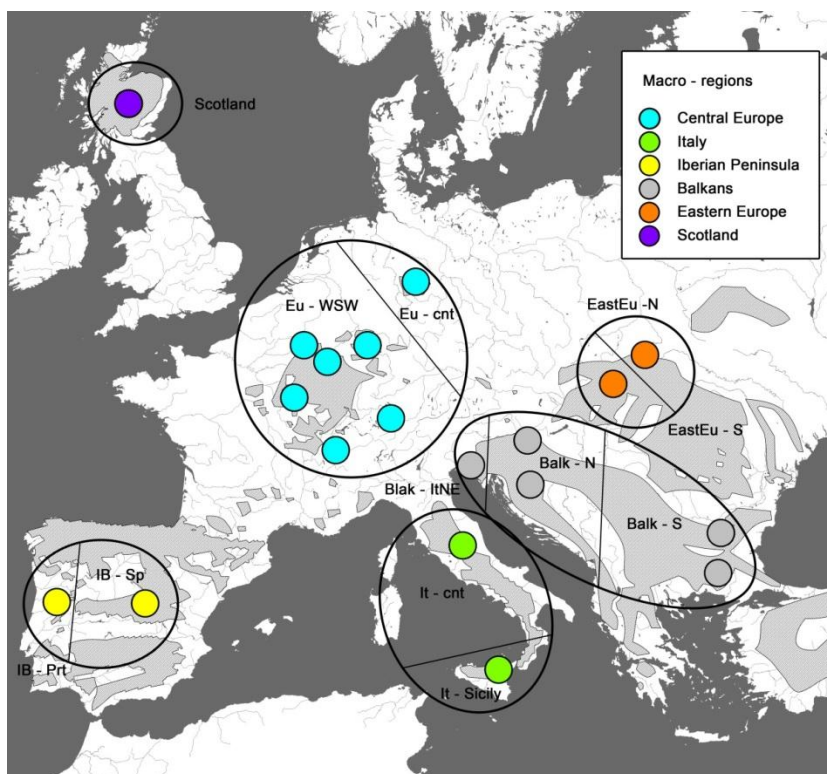 Scotland
Macro - regions
Central Europe
Italy
Iberian Peninsula
Balkans
Eastern Europe
Scotland
Eu - WSW
Eu - cnt
EastEu -N
EastEu - S
Balk - N
Blak - ItNE
Balk - S
IB - Sp
It - cnt
IB - Prt
It - Sicily